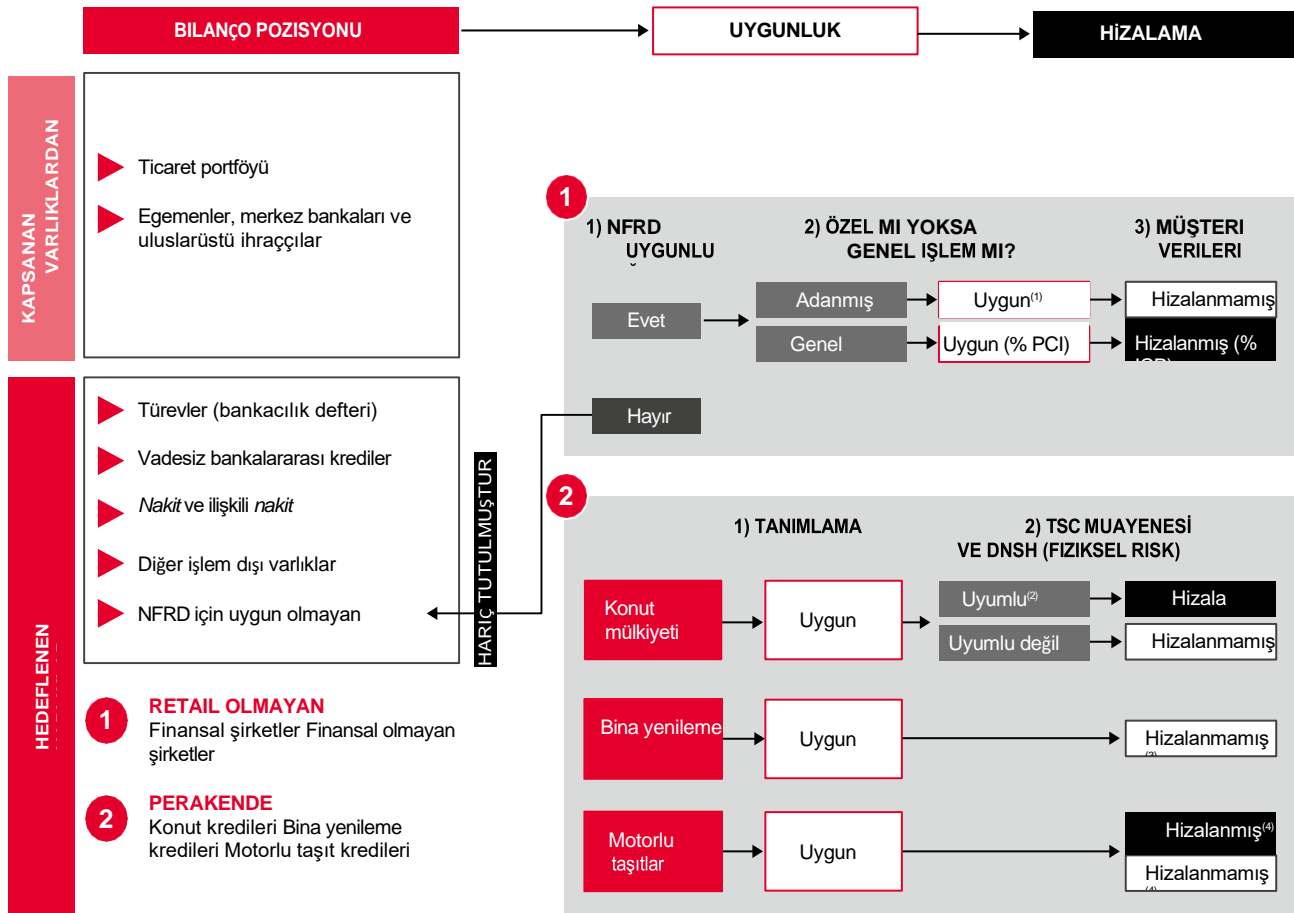 BILANÇO POZISYONU
UYGUNLUK
HİZALAMA
KAPSANAN
VARLIKLARDAN
Ticaret portföyü
Egemenler, merkez bankaları ve
uluslarüstü ihraççılar
1
1) NFRD
UYGUNLU
2) ÖZEL MI YOKSA
GENEL IŞLEM MI?
3) MÜŞTERI
VERILERI
Evet
Adanmış
Uygun(1)
Hizalanmamış
Genel
Uygun (% PCI)
Hizalanmış (%
Hayır
HEDEFLENEN
Türevler (bankacılık defteri)
Vadesiz bankalararası krediler
Nakit ve ilişkili nakit
Diğer işlem dışı varlıklar
NFRD için uygun olmayan
HARIÇ TUTULMUŞTUR
1
RETAIL OLMAYAN
Finansal şirketler Finansal olmayan
şirketler
2
PERAKENDE
Konut kredileri Bina yenileme
kredileri Motorlu taşıt kredileri
2
1) TANIMLAMA
2) TSC MUAYENESİ
VE DNSH (FIZIKSEL RISK)
Konut
mülkiyeti
Uygun
Uyumlu(2)
Hizala
Uyumlu değil
Hizalanmamış
Bina yenileme
Uygun
Hizalanmamış
Motorlu
taşıtlar
Uygun
Hizalanmış(4)
Hizalanmamış